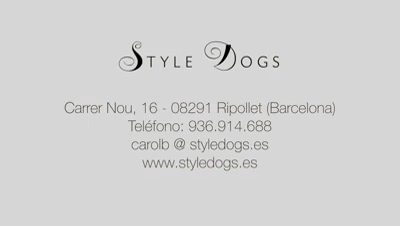 Style Dogs
Carrer Nou, 16 - 08291 Ripollet (Barcelona)
Teléfono: 936.914.688
carolb @ styledogs.es
www.styledogs.es